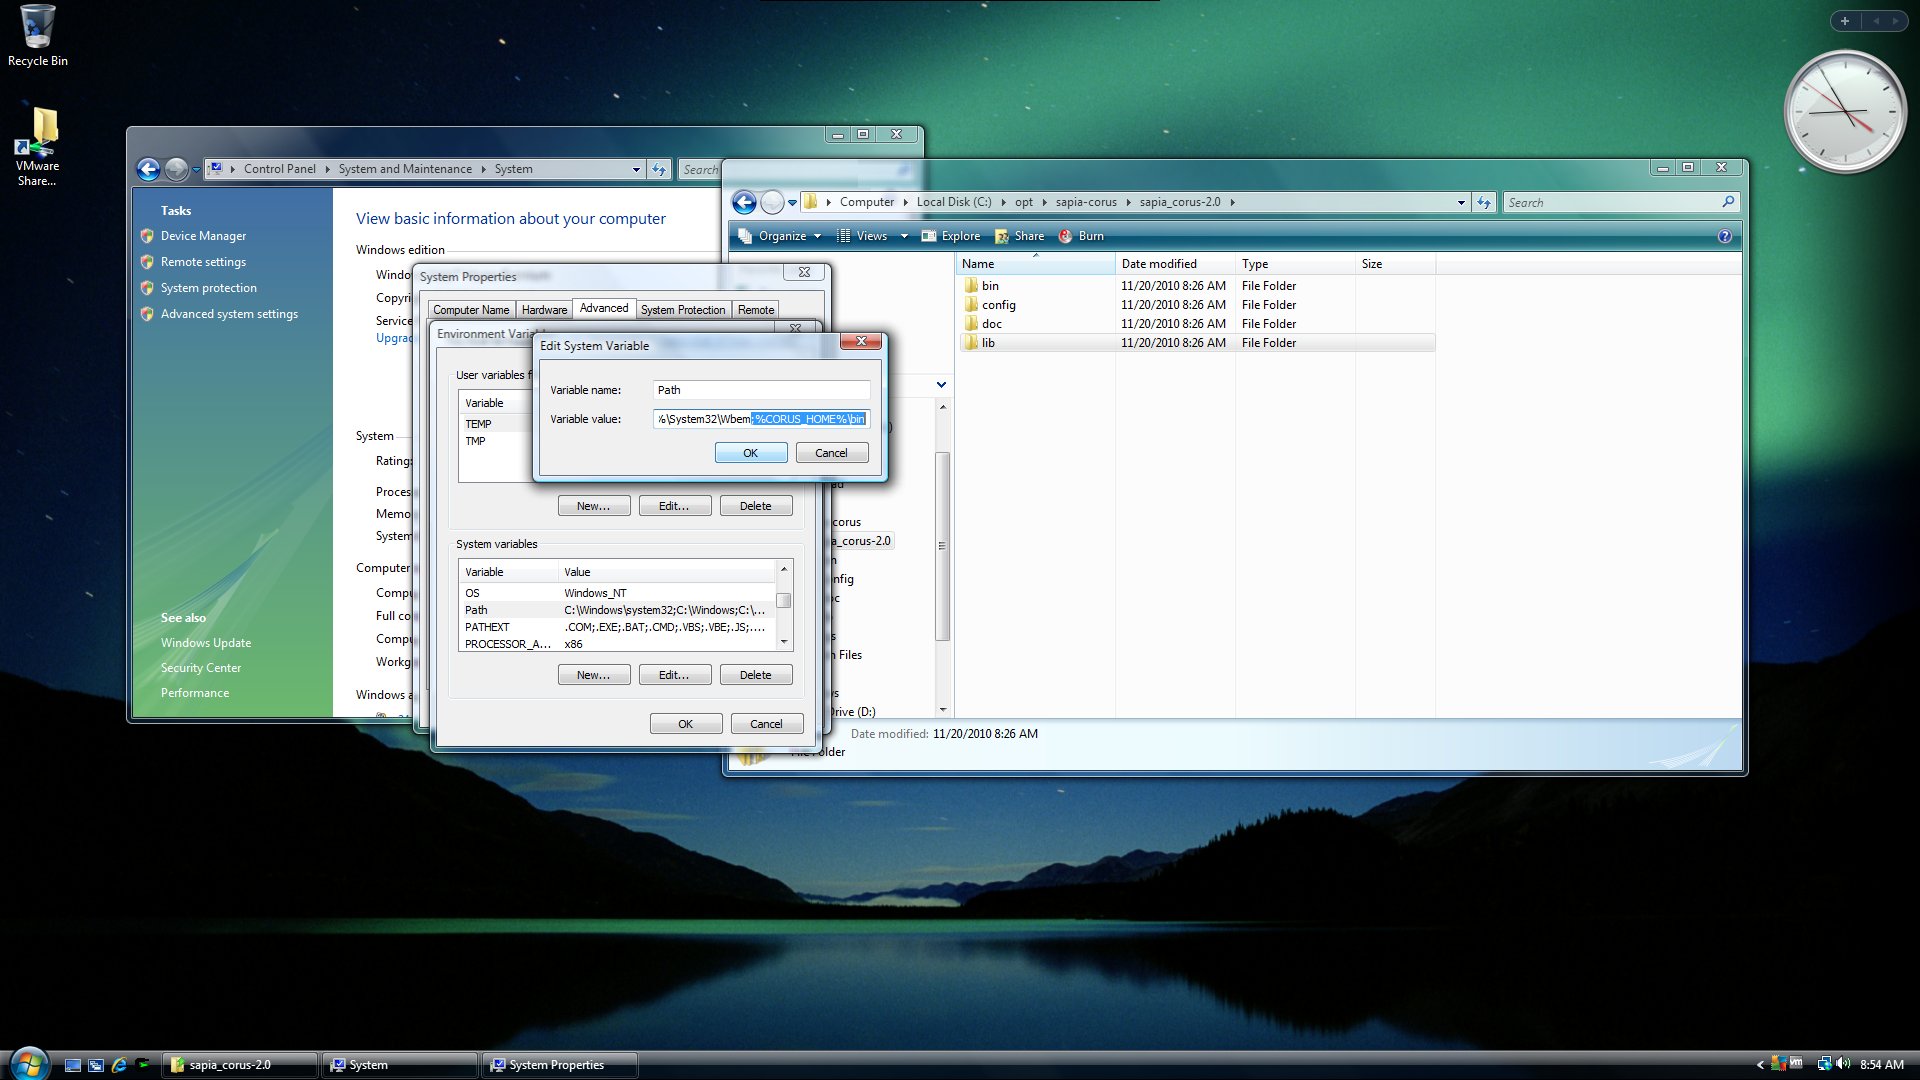 Recycle Bin
VMware
Share...
Control Panel
System and Maintenance
System
Search
Tasks
Device Manager
Remote settings
System protection
Advanced system settings
See also
Windows Update
Security Center
Performance
View basic information about your computer
Windows edition
Copyri
Service
Upgrad
System
Rating:
Proces
Memo
System
Computer
Compu
Full co
Compu
Workg
Windows a
System Properties
Computer Name
Hardware
Advanced
System Protection
Remote
Environment Variab
User variables f
Variable
TEMP
TMP
New...
Edit...
Delete
System variables
Variable Value
OS Windows_NT
Path C:\Windows\system32;C:\Windows;C:\...
PATHEXT .COM;.EXE;.BAT;.CMD;.VBS;.VBE;.JS;....
PROCESSOR_A... x86
New...
Edit...
Delete
OK
Cancel
Edit System Variable
Variable name: Path
Variable value: %\System32\Wbem;%CORUS_HOME%\bin
OK
Cancel
Computer
Local Disk (C:)
opt
sapia-corus
sapia_corus-2.0
Search
Organize
Views
Explore
Share
Burn
Name Date modified Type Size
bin 11/20/2010 8:26 AM File Folder
config 11/20/2010 8:26 AM File Folder
doc 11/20/2010 8:26 AM File Folder
lib 11/20/2010 8:26 AM File Folder
corus
a_corus-2.0
nfig
n Files
Drive (D:)
Date modified: 11/20/2010 8:26 AM
File Folder
sapia_corus-2.0
System
System Properties
vm
8:54 AM